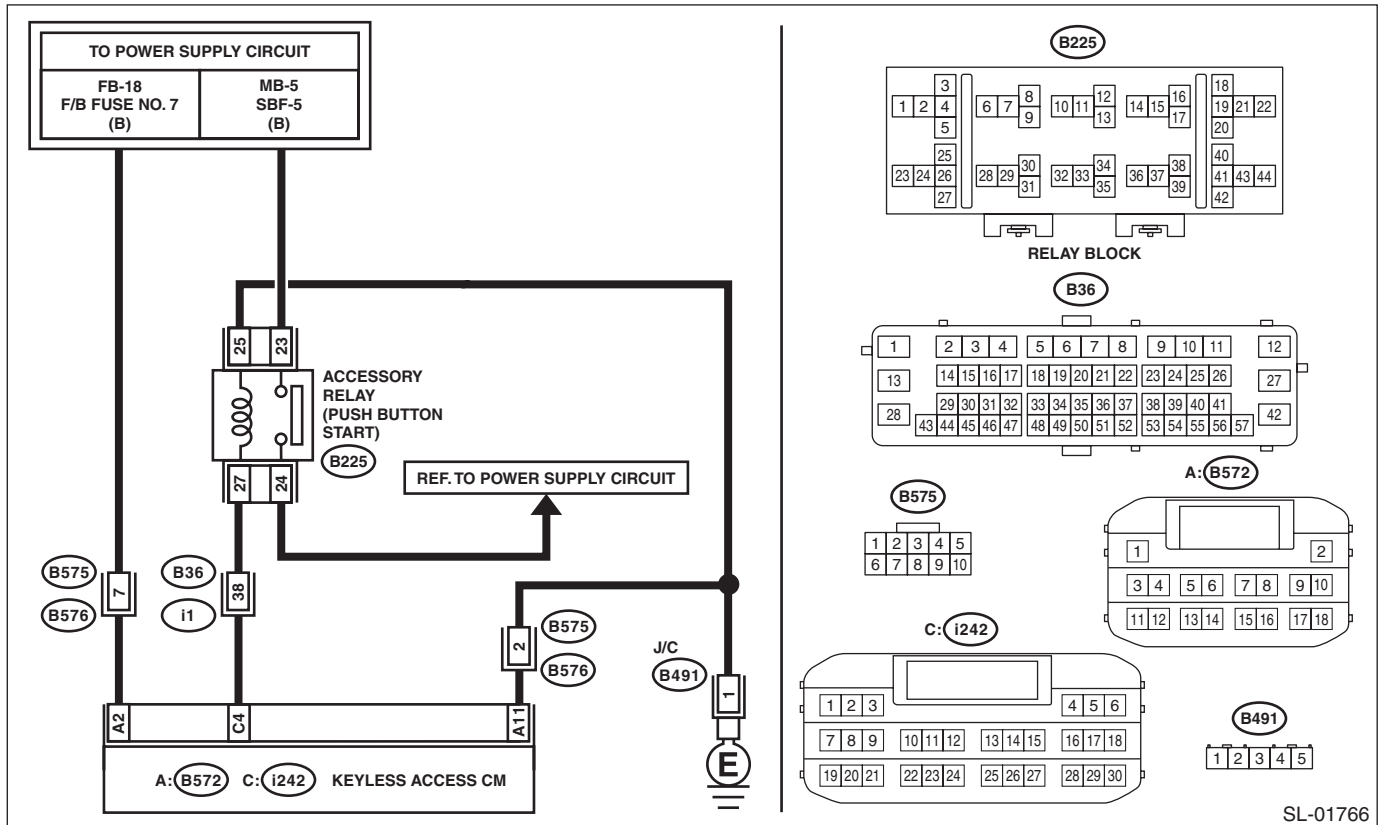 TO POWER SUPPLY CIRCUIT
FB-18
F/B FUSE NO. 7
(B)
MB-5
SBF-5
(B)
25
23
ACCESSORY
RELAY
(PUSH BUTTON
START)
B225
27
24
REF. TO POWER SUPPLY CIRCUIT
B575
7
B576
B36
38
i1
B575
2
B576
J/C
B491
1
E
A2
C4
A11
A: B572 C: i242 KEYLESS ACCESS CM
B225
3 8 12 16 18
1 2 4 6 7 10 11 14 15 19 21 22
5 9 13 17 20
25 30 34 38 40
23 24 26 28 29 32 33 36 37 41 43 44
27 31 35 39 42
RELAY BLOCK
B36
1 2 3 4 5 6 7 8 9 10 11 12
13 14 15 16 17 18 19 20 21 22 23 24 25 26 27
28 29 30 31 32 33 34 35 36 37 38 39 40 41 42
43 44 45 46 47 48 49 50 51 52 53 54 55 56 57
B575
1 2 3 4 5
6 7 8 9 10
A: B572
1 2
3 4 5 6 7 8 9 10
11 12 13 14 15 16 17 18
C: i242
1 2 3 4 5 6
7 8 9 10 11 12 13 14 15 16 17 18
19 20 21 22 23 24 25 26 27 28 29 30
B491
1 2 3 4 5
SL-01766